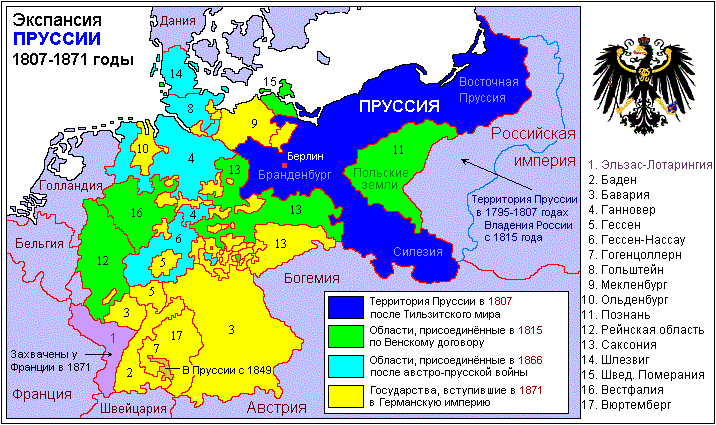 Экспансия
ПРУССИИ
1807-1871 годы
Дания
14
8
15
9
10
4
Голландия
ПРУССИЯ
Восточная
Пруссия
Российская
империя
Берлин
Бранденбург
11
Польские
земли
13
16
4
6
5
13
13
Бельгия
12
5
3
Силезия
Территория Пруссии
в 1795-1807 годах
Владения России
с 1815 года
Богемия
1
17
3
7
2
Захвачены у
Франции в 1871
В Пруссии с 1849
Франция
Швейцария
Австрия
Территория Пруссии в 1807
после Тильзитского мира
Области, присоединённые в 1815
по Венскому договору
Области, присоединённые в 1866
после австро-прусской войны
Государства, вступившие в 1871
в Германскую империю
1. Эльзас-Лотарингия
2. Баден
3. Бавария
4. Ганновер
5. Гессен
6. Гессен-Нассау
7. Гогенцоллерн
8. Гольштейн
9. Мекленбург
10. Ольденбург
11. Познань
12. Рейнская область
13. Саксония
14. Шлезвиг
15. Швед. Померания
16. Вестфалия
17. Вюртемберг